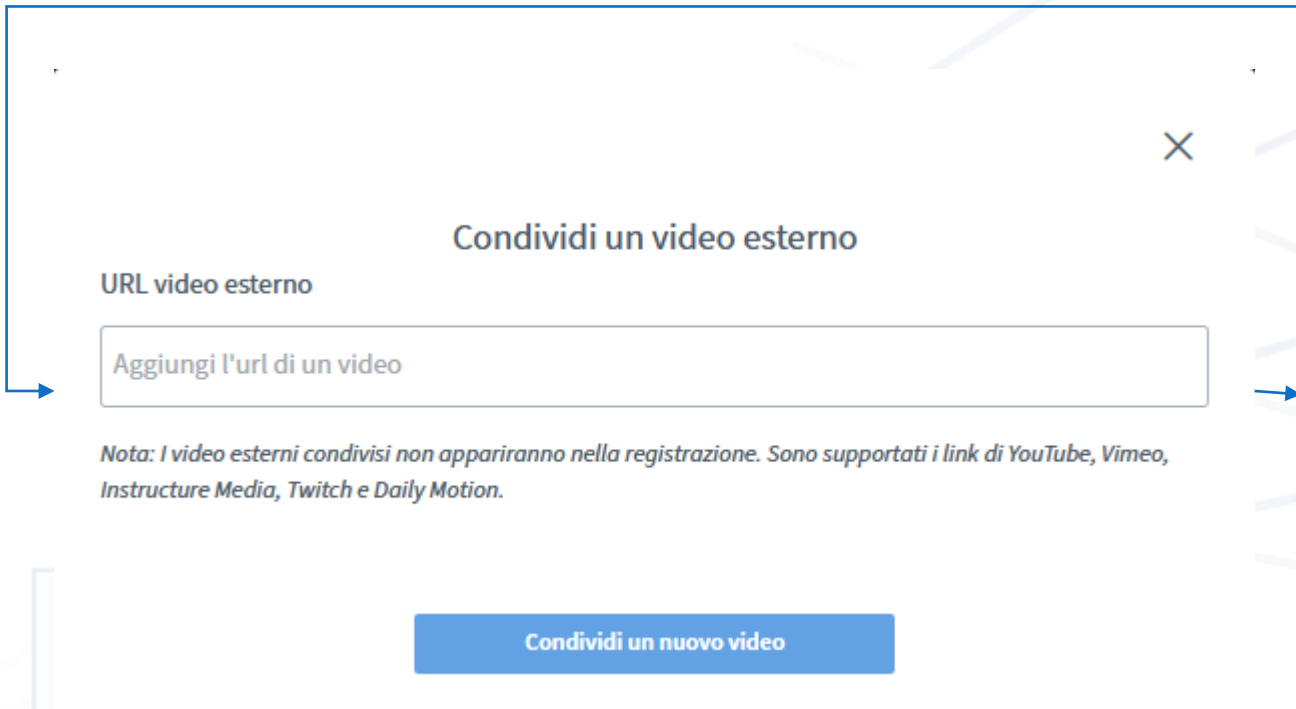 Condividi un video esterno
URL video esterno
Aggiungi l'url di un video
Nota: I video esterni condivisi non appariranno nella registrazione. Sono supportati i link di YouTube, Vimeo,
Instructure Media, Twitch e Daily Motion.
Condividi un nuovo video